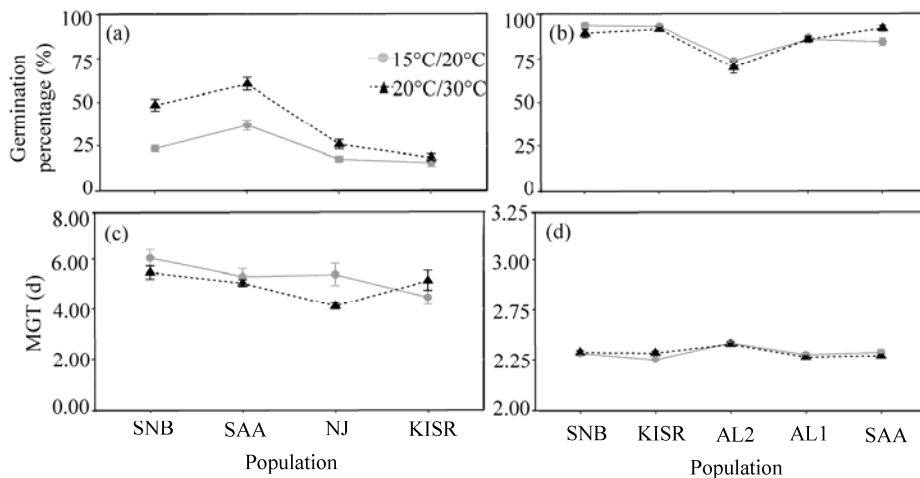 100
(a)
75
50
25
0
15°C/20°C
20°C/30°C
Germination
percentage (%)
100
(b)
75
50
25
0
8.00
(c)
6.00
4.00
2.00
0.00
MGT (d)
SNB SAA NJ KISR
Population
3.25
(d)
3.00
2.50
2.25
2.00
SNB KISR AL2 AL1 SAA
Population